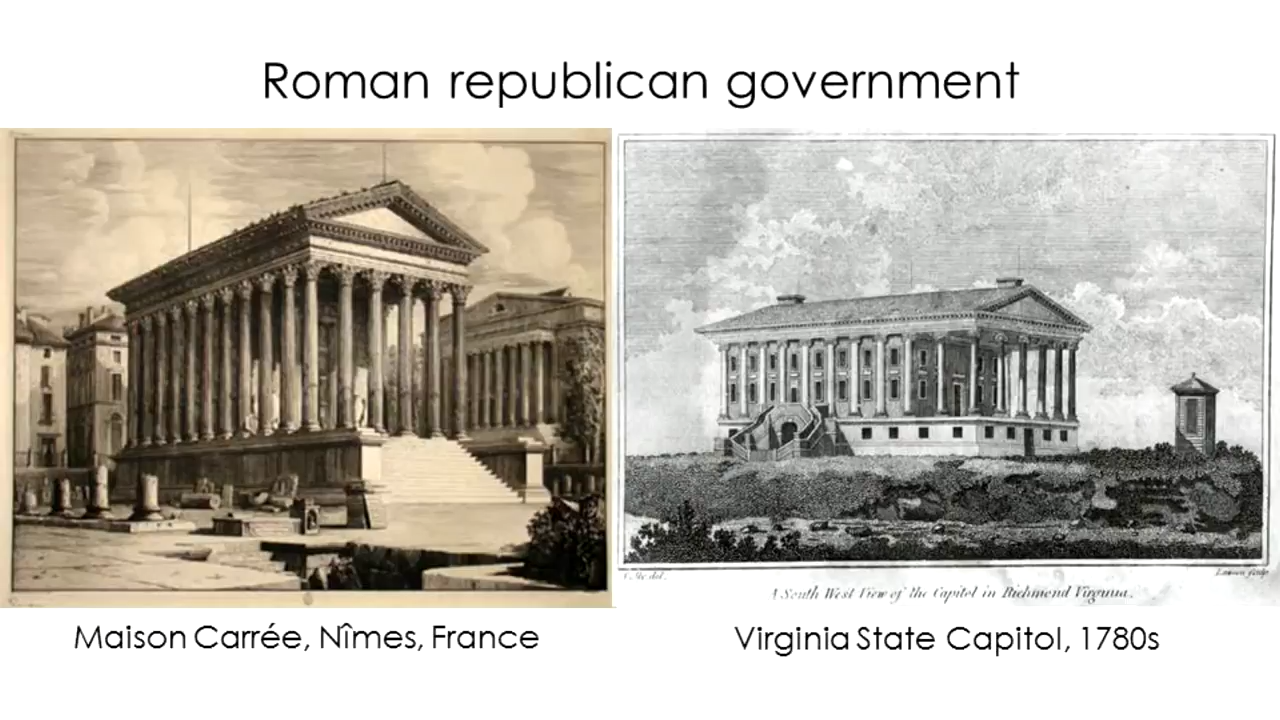 Roman republican government
A South West View of the Capitol in Richmond Virginia.
Maison Carrée, Nîmes, France
Virginia State Capitol, 1780s